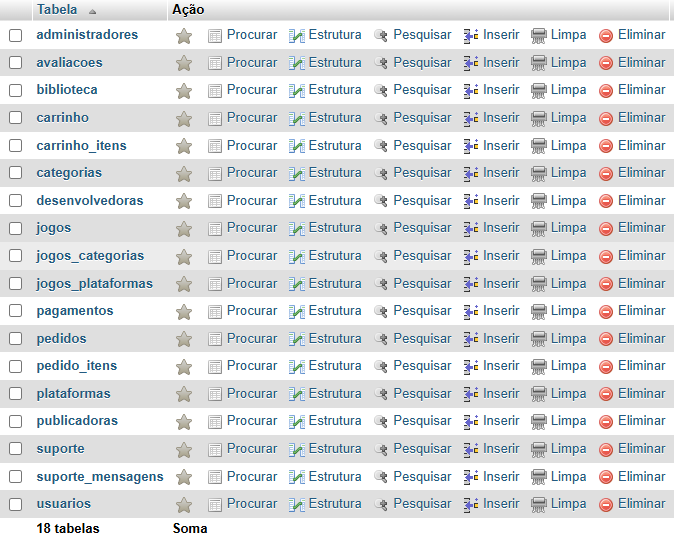 Tabela Ação
administradores Procurar Estrutura Pesquisar Inserir Limpa Eliminar
avaliacoes Procurar Estrutura Pesquisar Inserir Limpa Eliminar
biblioteca Procurar Estrutura Pesquisar Inserir Limpa Eliminar
carrinho Procurar Estrutura Pesquisar Inserir Limpa Eliminar
carrinho_itens Procurar Estrutura Pesquisar Inserir Limpa Eliminar
categorias Procurar Estrutura Pesquisar Inserir Limpa Eliminar
desenvolvedoras Procurar Estrutura Pesquisar Inserir Limpa Eliminar
jogos Procurar Estrutura Pesquisar Inserir Limpa Eliminar
jogos_categorias Procurar Estrutura Pesquisar Inserir Limpa Eliminar
jogos_plataformas Procurar Estrutura Pesquisar Inserir Limpa Eliminar
pagamentos Procurar Estrutura Pesquisar Inserir Limpa Eliminar
pedidos Procurar Estrutura Pesquisar Inserir Limpa Eliminar
pedido_itens Procurar Estrutura Pesquisar Inserir Limpa Eliminar
plataformas Procurar Estrutura Pesquisar Inserir Limpa Eliminar
publicadoras Procurar Estrutura Pesquisar Inserir Limpa Eliminar
suporte Procurar Estrutura Pesquisar Inserir Limpa Eliminar
suporte_mensagens Procurar Estrutura Pesquisar Inserir Limpa Eliminar
usuarios Procurar Estrutura Pesquisar Inserir Limpa Eliminar
18 tabelas Soma